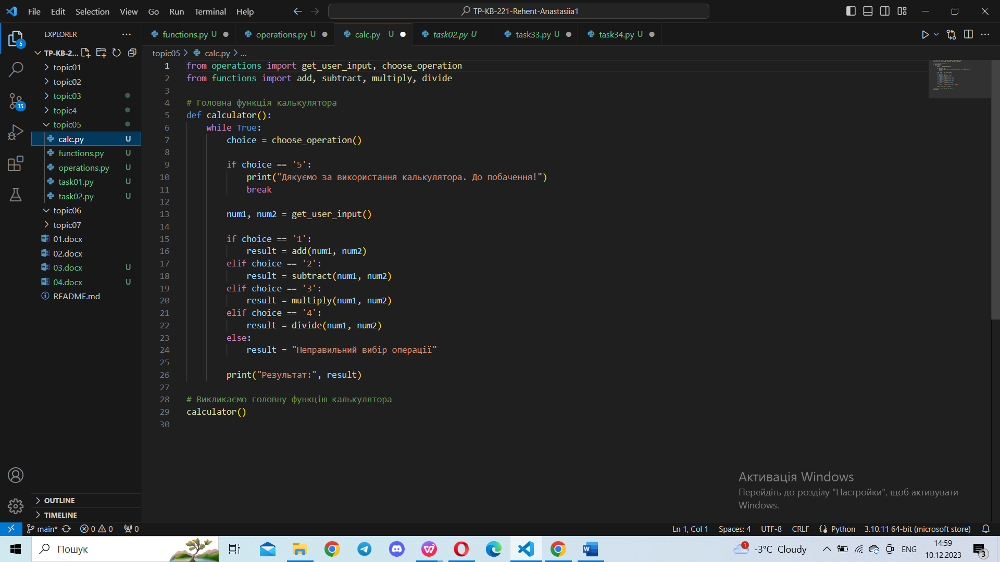 File Edit Selection View Go Run Terminal Help
TP-KB-221-Rehent-Anastasiia1
EXPLORER
functions.py U
operations.py U
calc.py U
task02.py U
task33.py U
task34.py U
TP-KB-2...
topic05 > calc.py > ...
topic01
topic02
topic03
topic4
topic05
calc.py U
functions.py U
operations.py U
task01.py U
task02.py U
topic06
topic07
01.docx
02.docx
03.docx U
04.docx U
README.md
OUTLINE
TIMELINE
5
15
1 from operations import get_user_input, choose_operation
2 from functions import add, subtract, multiply, divide
3
4 # Головна функція калькулятора
5 def calculator():
6 while True:
7 choice = choose_operation()
8
9 if choice == '5':
10 print("Дякуємо за використання калькулятора. До побачення!")
11 break
12
13 num1, num2 = get_user_input()
14
15 if choice == '1':
16 result = add(num1, num2)
17 elif choice == '2':
18 result = subtract(num1, num2)
19 elif choice == '3':
20 result = multiply(num1, num2)
21 elif choice == '4':
22 result = divide(num1, num2)
23 else:
24 result = "Неправильний вибір операції"
25
26 print("Результат:", result)
27
28 # Викликаємо головну функцію калькулятора
29 calculator()
30
Активація Windows
Перейдіть до розділу "Настройки", щоб активувати
Windows.
main* 0 0 0
Ln 1, Col 1 Spaces: 4 UTF-8 CRLF Python 3.10.11 64-bit (microsoft store)
Пошук
1 -3°C Cloudy
ENG
14:59
10.12.2023
3